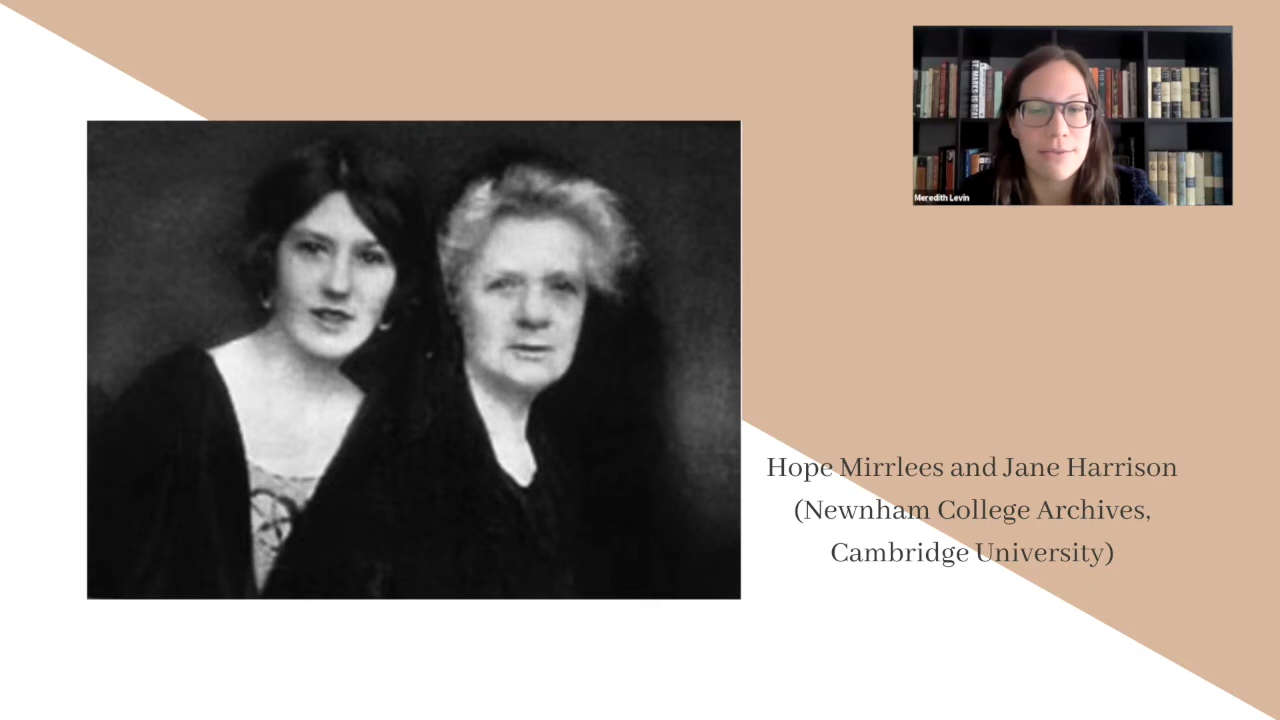 Meredith Levin
Hope Mirrlees and Jane Harrison
(Newnham College Archives,
Cambridge University)